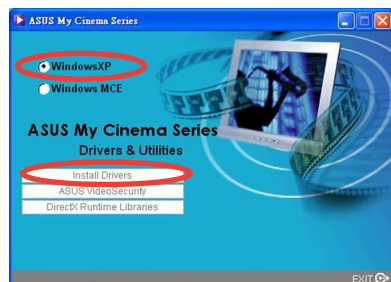 ASUS My Cinema Series
WindowsXP
Windows MCE
ASUS My Cinema Series
Drivers & Utilities
Install Drivers
ASUS VideoSecurity
DirectX Runtime Libraries
EXIT